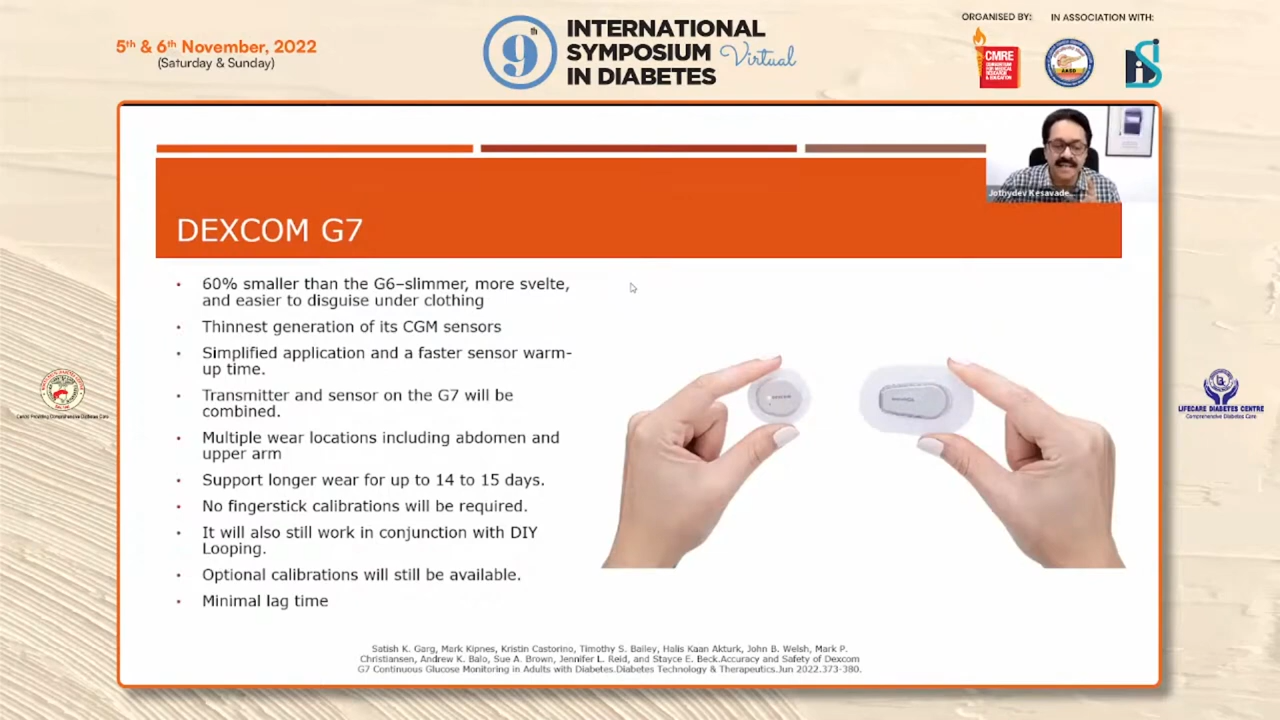 5th & 6th November, 2022
(Saturday & Sunday)
9th
INTERNATIONAL
SYMPOSIUM Virtual
IN DIABETES
ORGANISED BY:
IN ASSOCIATION WITH:
CMRE
CONSORTIUM
FOR MEDICAL
RESEARCH
& EDUCATION
Jothydev Kesavade...
DEXCOM G7
• 60% smaller than the G6–slimmer, more svelte,
and easier to disguise under clothing
• Thinnest generation of its CGM sensors
• Simplified application and a faster sensor warm-
up time.
• Transmitter and sensor on the G7 will be
combined.
• Multiple wear locations including abdomen and
upper arm
• Support longer wear for up to 14 to 15 days.
• No fingerstick calibrations will be required.
• It will also still work in conjunction with DIY
Looping.
• Optional calibrations will still be available.
• Minimal lag time
LIFECARE DIABETES CENTRE
Comprehensive Diabetes Care
Satish K. Garg, Mark Kipnes, Kristin Castorino, Timothy S. Bailey, Halis Kaan Akturk, John B. Welsh, Mark P.
Christiansen, Andrew K. Balo, Sue A. Brown, Jennifer L. Reid, and Stayce E. Beck.Accuracy and Safety of Dexcom
G7 Continuous Glucose Monitoring in Adults with Diabetes.Diabetes Technology & Therapeutics.Jun 2022.373-380.